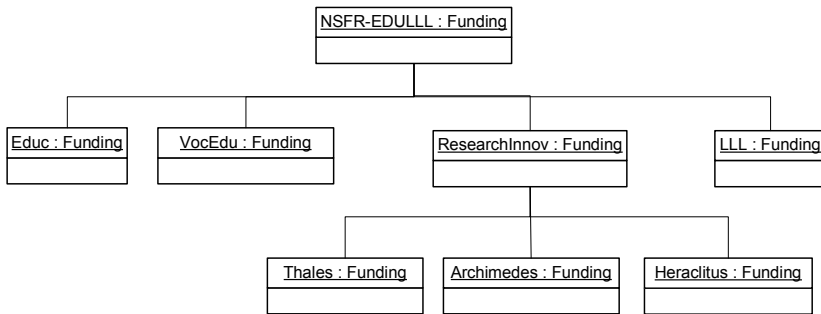 NSFR-EDULLL : Funding
Educ : Funding
VocEdu : Funding
ResearchInnov : Funding
LLL : Funding
Thales : Funding
Archimedes : Funding
Heraclitus : Funding